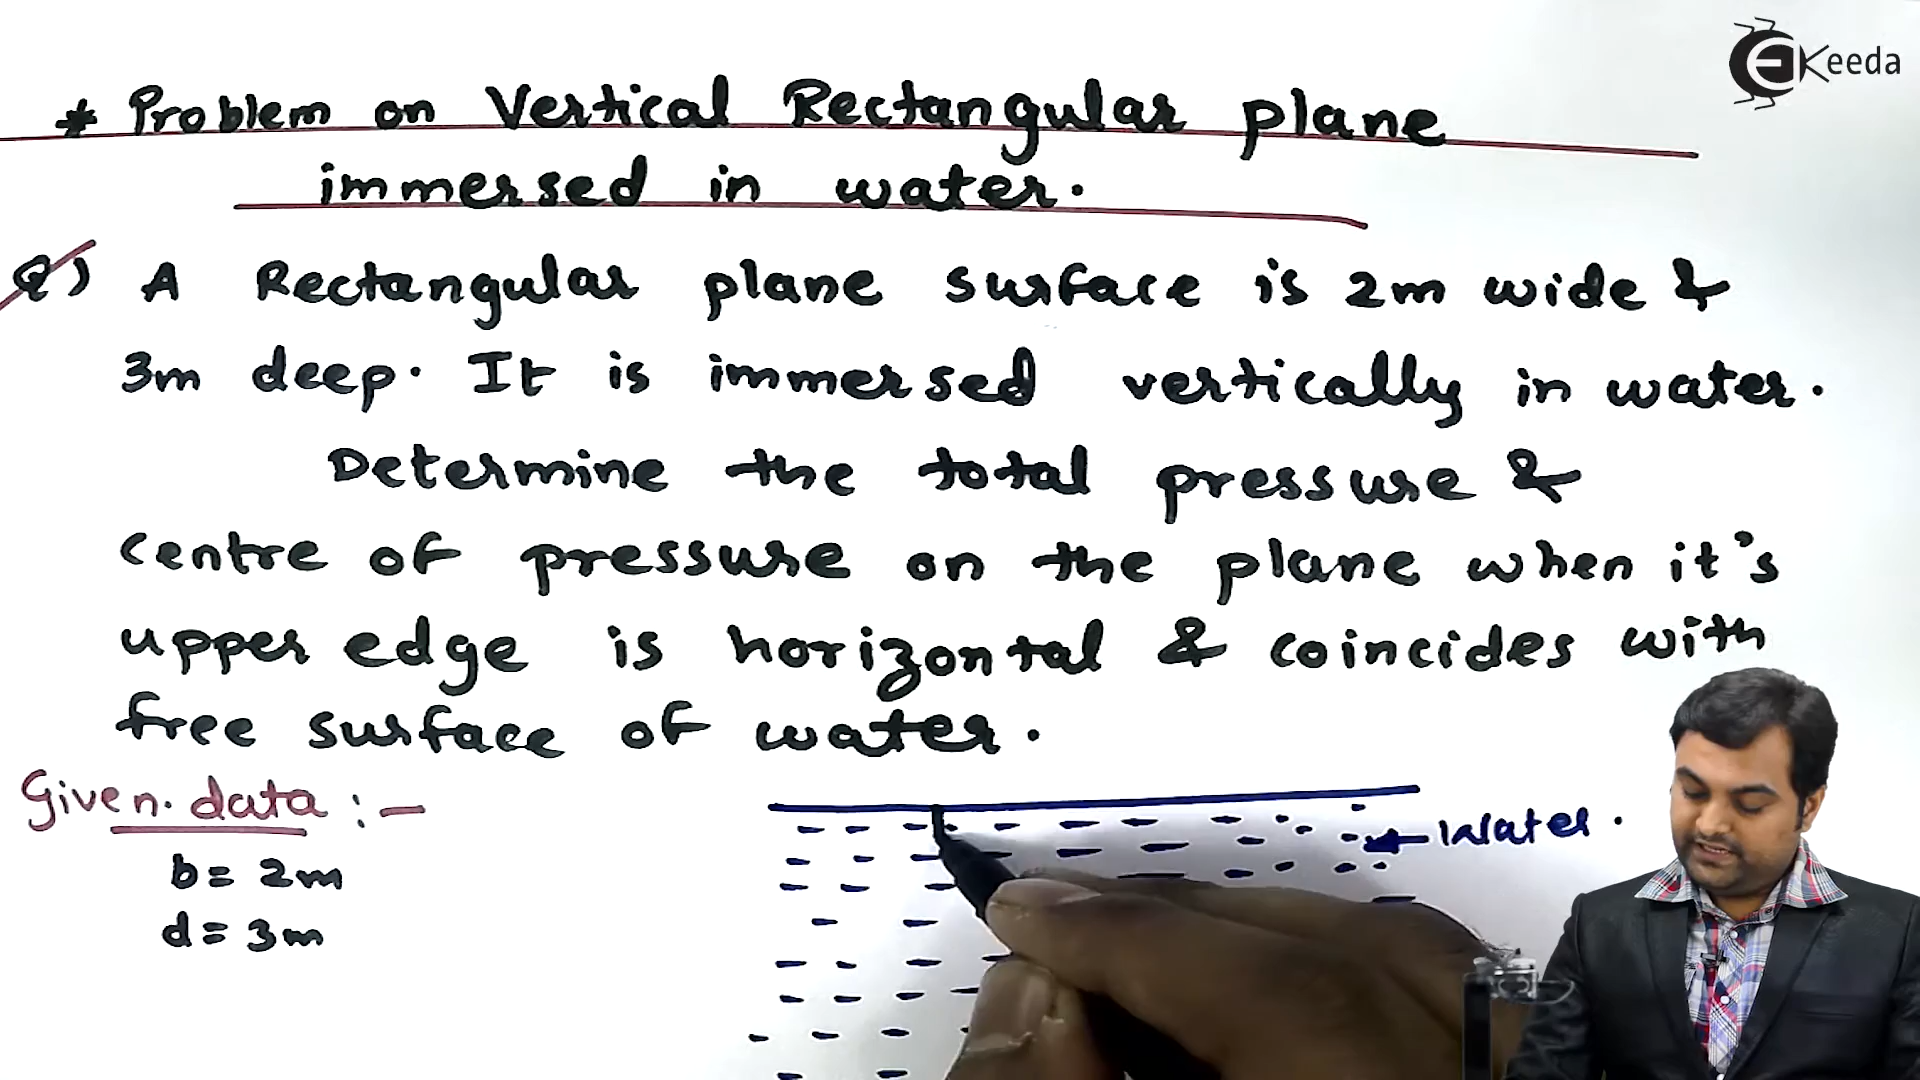 Keeda
* Problem on Vertical Rectangular plane
immersed in water.
Q) A Rectangular plane surface is 2m wide &
3m deep. It is immersed vertically in water.
Determine the total pressure &
centre of pressure on the plane when it's
upper edge is horizontal & coincides with
free surface of water.
Given data :-
b = 2m
d = 3m
Water.